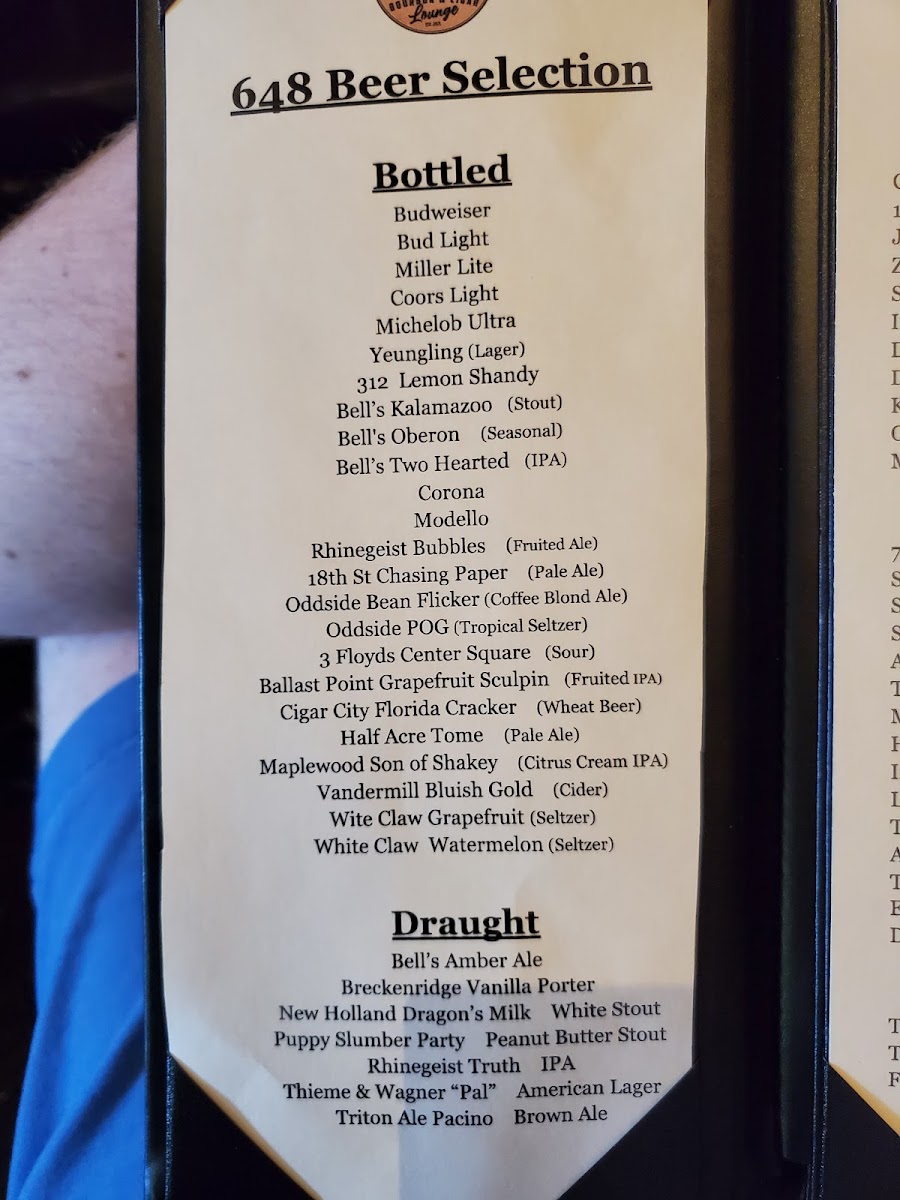 Lounge
648 Beer Selection
Bottled
Budweiser
Bud Light
Miller Lite
Coors Light
Michelob Ultra
Yeungling (Lager)
312 Lemon Shandy
Bell's Kalamazoo (Stout)
Bell's Oberon (Seasonal)
Bell's Two Hearted (IPA)
Corona
Modello
Rhinegeist Bubbles (Fruited Ale)
18th St Chasing Paper (Pale Ale)
Oddside Bean Flicker (Coffee Blond Ale)
Oddside POG (Tropical Seltzer)
3 Floyds Center Square (Sour)
Ballast Point Grapefruit Sculpin (Fruited IPA)
Cigar City Florida Cracker (Wheat Beer)
Half Acre Tome (Pale Ale)
Maplewood Son of Shakey (Citrus Cream IPA)
Vandermill Bluish Gold (Cider)
Wite Claw Grapefruit (Seltzer)
White Claw Watermelon (Seltzer)
Draught
Bell's Amber Ale
Breckenridge Vanilla Porter
New Holland Dragon's Milk White Stout
Puppy Slumber Party Peanut Butter Stout
Rhinegeist Truth IPA
Thieme & Wagner “Pal” American Lager
Triton Ale Pacino Brown Ale